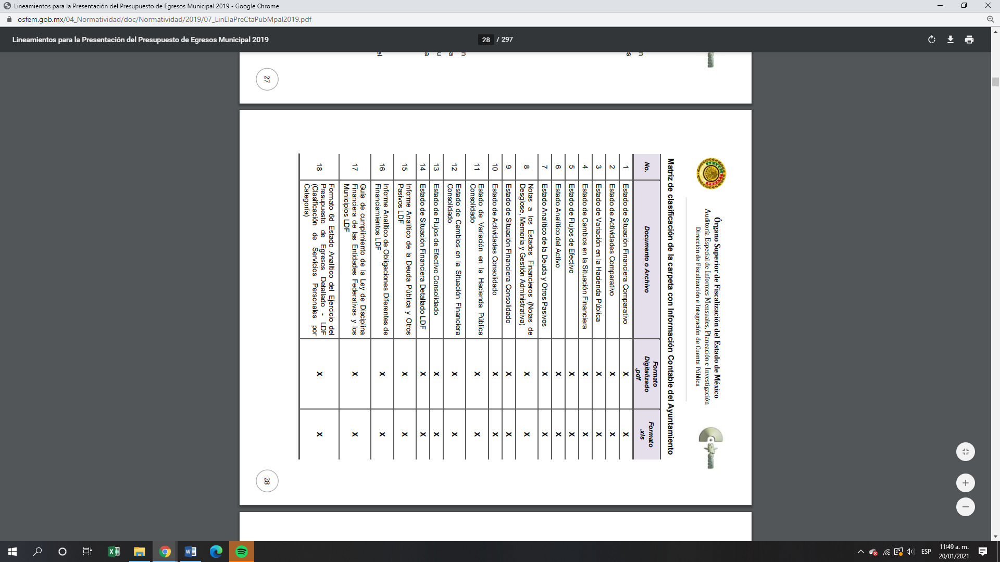 Lineamientos para la Presentación del Presupuesto de Egresos Municipal 2019 - Google Chrome
osfem.gob.mx/04_Normatividad/doc/Normatividad/2019/07_LinElaPreCtaPubMpal2019.pdf
Lineamientos para la Presentación del Presupuesto de Egresos Municipal 2019
28 / 297
27
Órgano Superior de Fiscalización del Estado de México
Auditoría Especial de Informes Mensuales, Planeación e Investigación
Dirección de Fiscalización e Integración de Cuenta Pública
Matriz de clasificación de la carpeta con Información Contable del Ayuntamiento
No. Documento o Archivo Formato Digitalizado .pdf Formato .xls
1 Estado de Situación Financiera Comparativo X X
2 Estado de Actividades Comparativo X X
3 Estado de Variación en la Hacienda Pública X X
4 Estado de Cambios en la Situación Financiera X X
5 Estado de Flujos de Efectivo X X
6 Estado Analítico del Activo X X
7 Estado Analítico de la Deuda y Otros Pasivos X X
8 Notas a los Estados Financieros (Notas de
Desglose, Memoria y Gestión Administrativa) X X
9 Estado de Situación Financiera Consolidado X X
10 Estado de Actividades Consolidado X X
11 Estado de Variación en la Hacienda Pública
Consolidado X X
12 Estado de Cambios en la Situación Financiera
Consolidado X X
13 Estado de Flujos de Efectivo Consolidado X X
14 Estado de Situación Financiera Detallado LDF X X
15 Informe Analítico de la Deuda Pública y Otros
Pasivos LDF X X
16 Informe Analítico de Obligaciones Diferentes de
Financiamientos LDF X X
17 Guía de cumplimiento de la Ley de Disciplina
Financiera de las Entidades Federativas y los
Municipios LDF X X
18 Formato 6d Estado Analítico del Ejercicio del
Presupuesto de Egresos Detallado - LDF
(Clasificación de Servicios Personales por
Categoría) X X
28
ESP
11:49 a. m.
20/01/2021